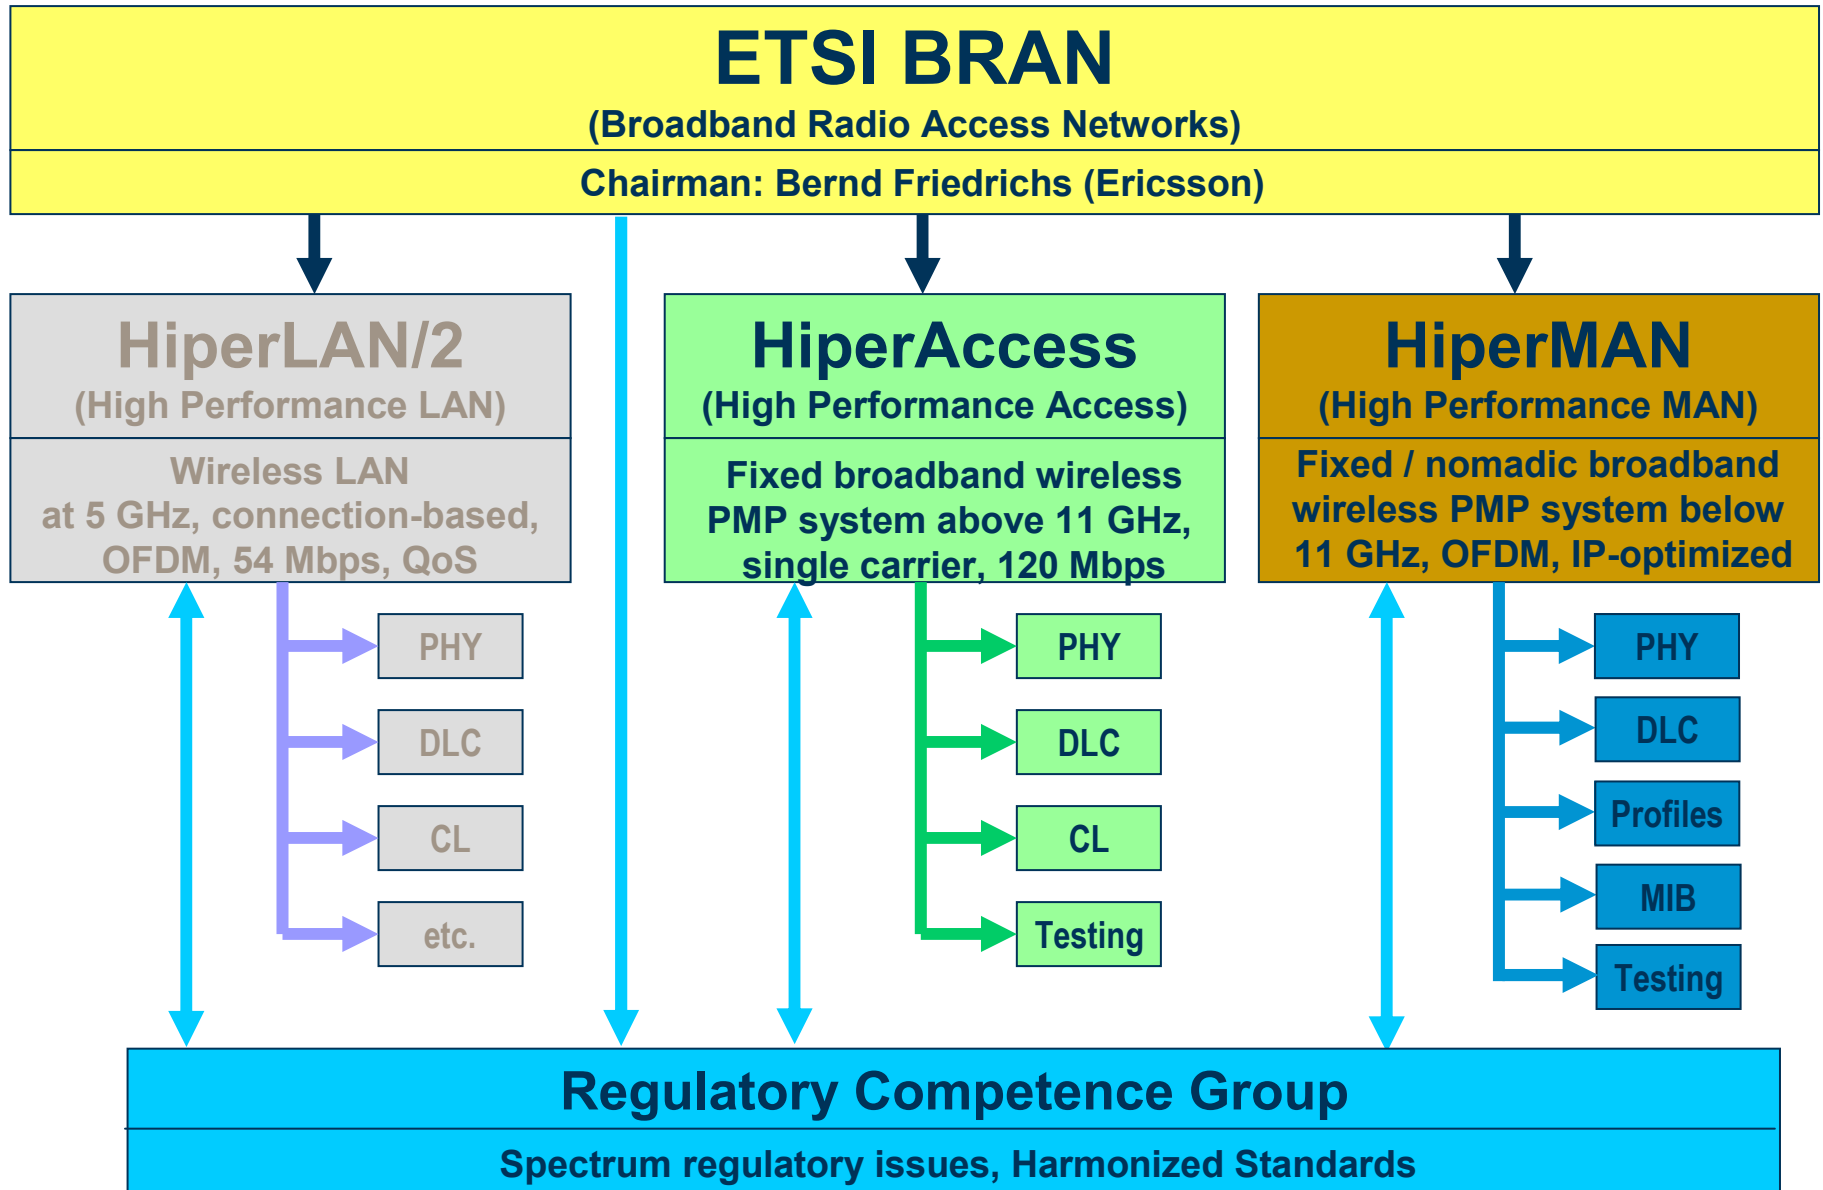 ETSI BRAN
(Broadband Radio Access Networks)
Chairman: Bernd Friedrichs (Ericsson)
HiperLAN/2
(High Performance LAN)
Wireless LAN
at 5 GHz, connection-based,
OFDM, 54 Mbps, QoS
PHY
DLC
CL
etc.
HiperAccess
(High Performance Access)
Fixed broadband wireless
PMP system above 11 GHz,
single carrier, 120 Mbps
PHY
DLC
CL
Testing
HiperMAN
(High Performance MAN)
Fixed / nomadic broadband
wireless PMP system below
11 GHz, OFDM, IP-optimized
PHY
DLC
Profiles
MIB
Testing
Regulatory Competence Group
Spectrum regulatory issues, Harmonized Standards